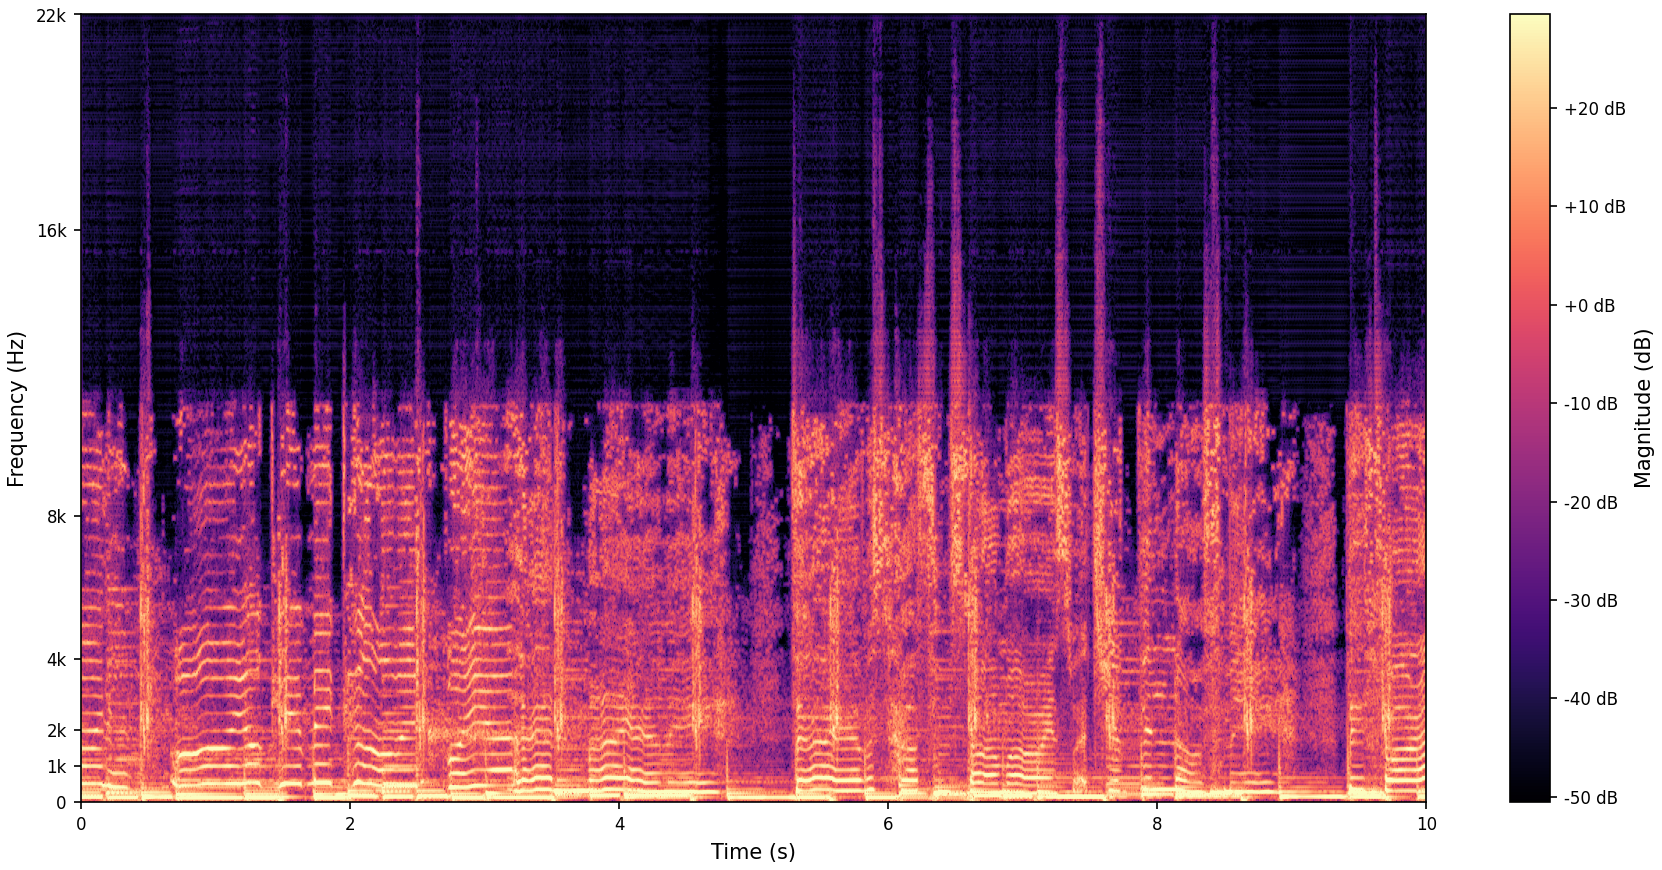 22k
16k
8k
4k
2k
1k
0
0 2 4 6 8 10
Time (s)
Frequency (Hz)
+20 dB
+10 dB
+0 dB
-10 dB
-20 dB
-30 dB
-40 dB
-50 dB
Magnitude (dB)